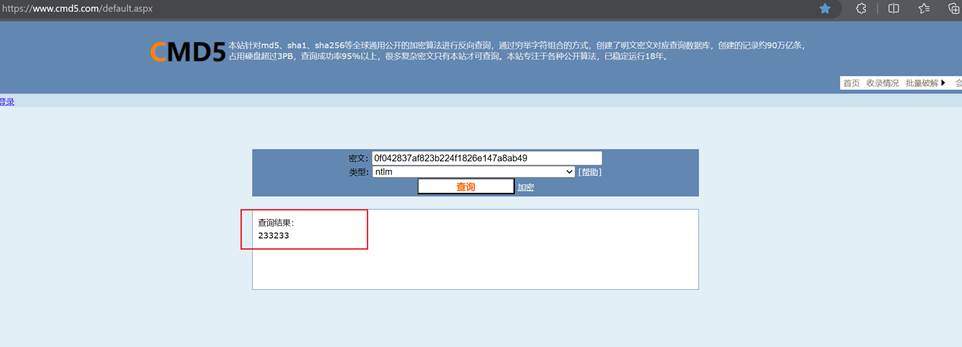 https://www.cmd5.com/default.aspx
CMD5
本站针对md5、sha1、sha256等全球通用公开的加密算法进行反向查询，通过穷举字符组合的方式，创建了明文密文对应查询数据库，创建的记录约90万亿条，
占用硬盘超过3PB，查询成功率95%以上，很多复杂密文只有本站才可查询。本站专注于各种公开算法，已稳定运行18年。
首页 收录情况 批量破解 会
登录
密文: 0f042837af823b224f1826e147a8ab49
类型: ntlm [帮助]
查询 加密
查询结果:
233233